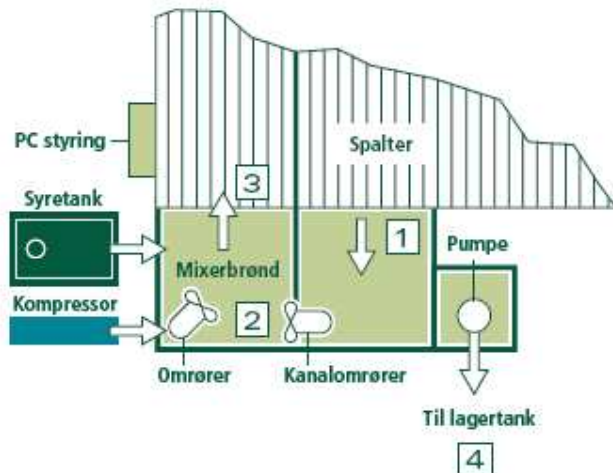 PC styring
Spalter
Syretank
3
1
Pumpe
Mixerbrønd
Kompressor
2
Omrører
Kanalomrører
Til lagertank
4